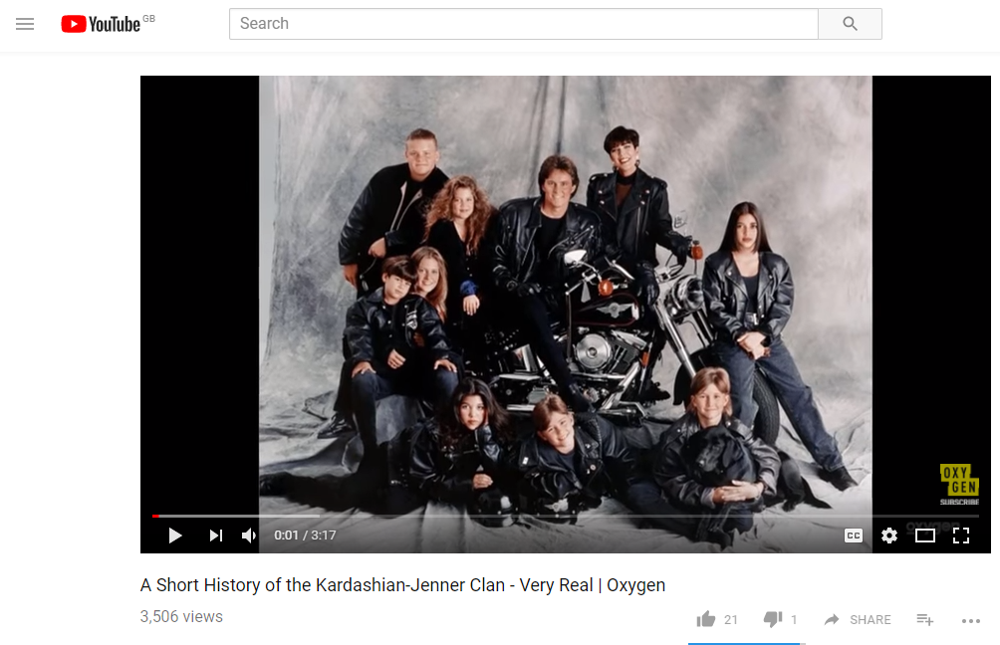 YouTube GB
Search
OXY
GEN
SUBSCRIBE
oxygen
0:01 / 3:17
CC
A Short History of the Kardashian-Jenner Clan - Very Real | Oxygen
3,506 views
21
1
SHARE